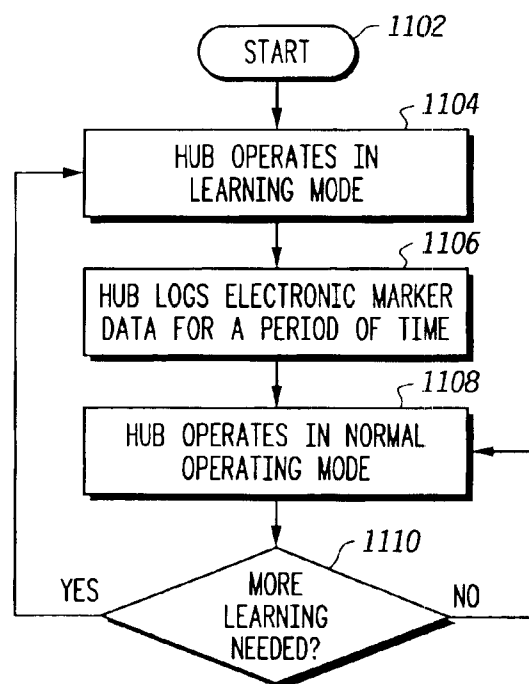 START
1102
1104
HUB OPERATES IN
LEARNING MODE
1106
HUB LOGS ELECTRONIC MARKER
DATA FOR A PERIOD OF TIME
1108
HUB OPERATES IN NORMAL
OPERATING MODE
1110
YES
MORE
LEARNING
NEEDED?
NO